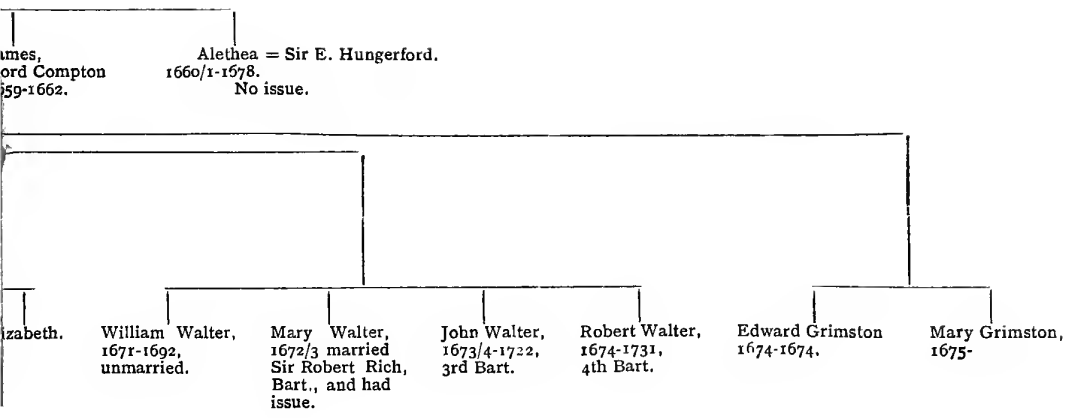 Alethea = Sir E. Hungerford.
ord Compton
1660/1-1678.
59-1662.
No issue.
William Walter,
1671-1692,
unmarried.
Mary Walter,
1672/3 married
Sir Robert Rich,
Bart., and had
issue.
John Walter,
1673/4-1722,
3rd Bart.
Robert Walter,
1674-1731,
4th Bart.
Edward Grimston
1674-1674.
Mary Grimston,
1675-